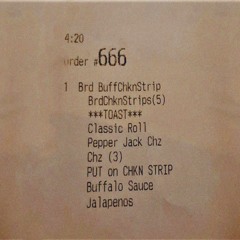 4:20
Order #666
1 Brd BuffChknStrip
BrdChknStrips(5)
***TOAST***
Classic Roll
Pepper Jack Chz
Chz (3)
PUT on CHKN STRIP
Buffalo Sauce
Jalapenos